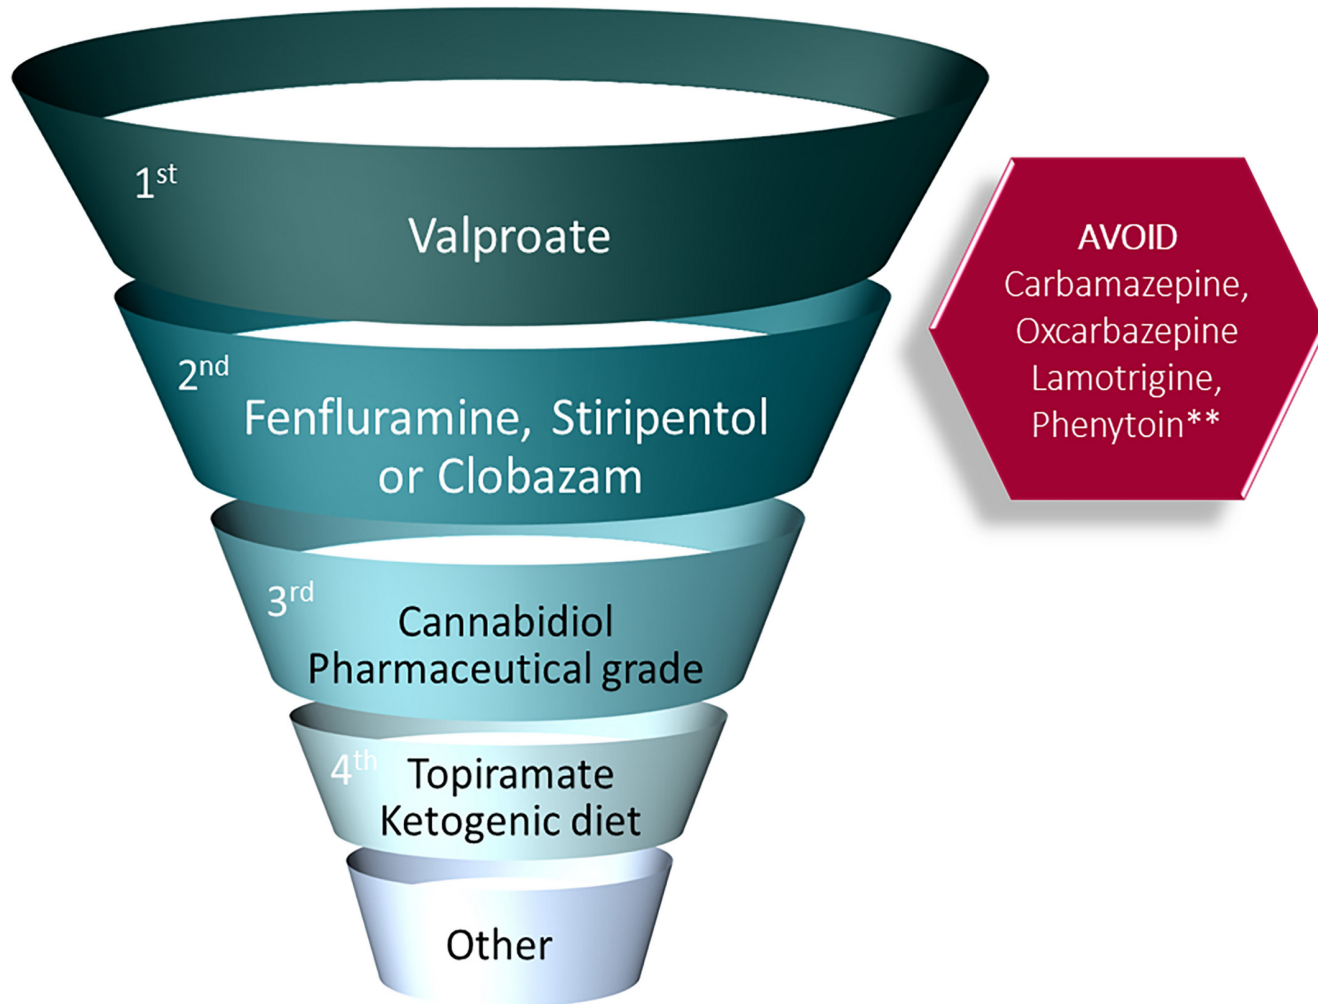 1st
Valproate
2nd
Fenfluramine, Stiripentol
or Clobazam
3rd
Cannabidiol
Pharmaceutical grade
4th
Topiramate
Ketogenic diet
Other
AVOID
Carbamazepine,
Oxcarbazepine
Lamotrigine,
Phenytoin**